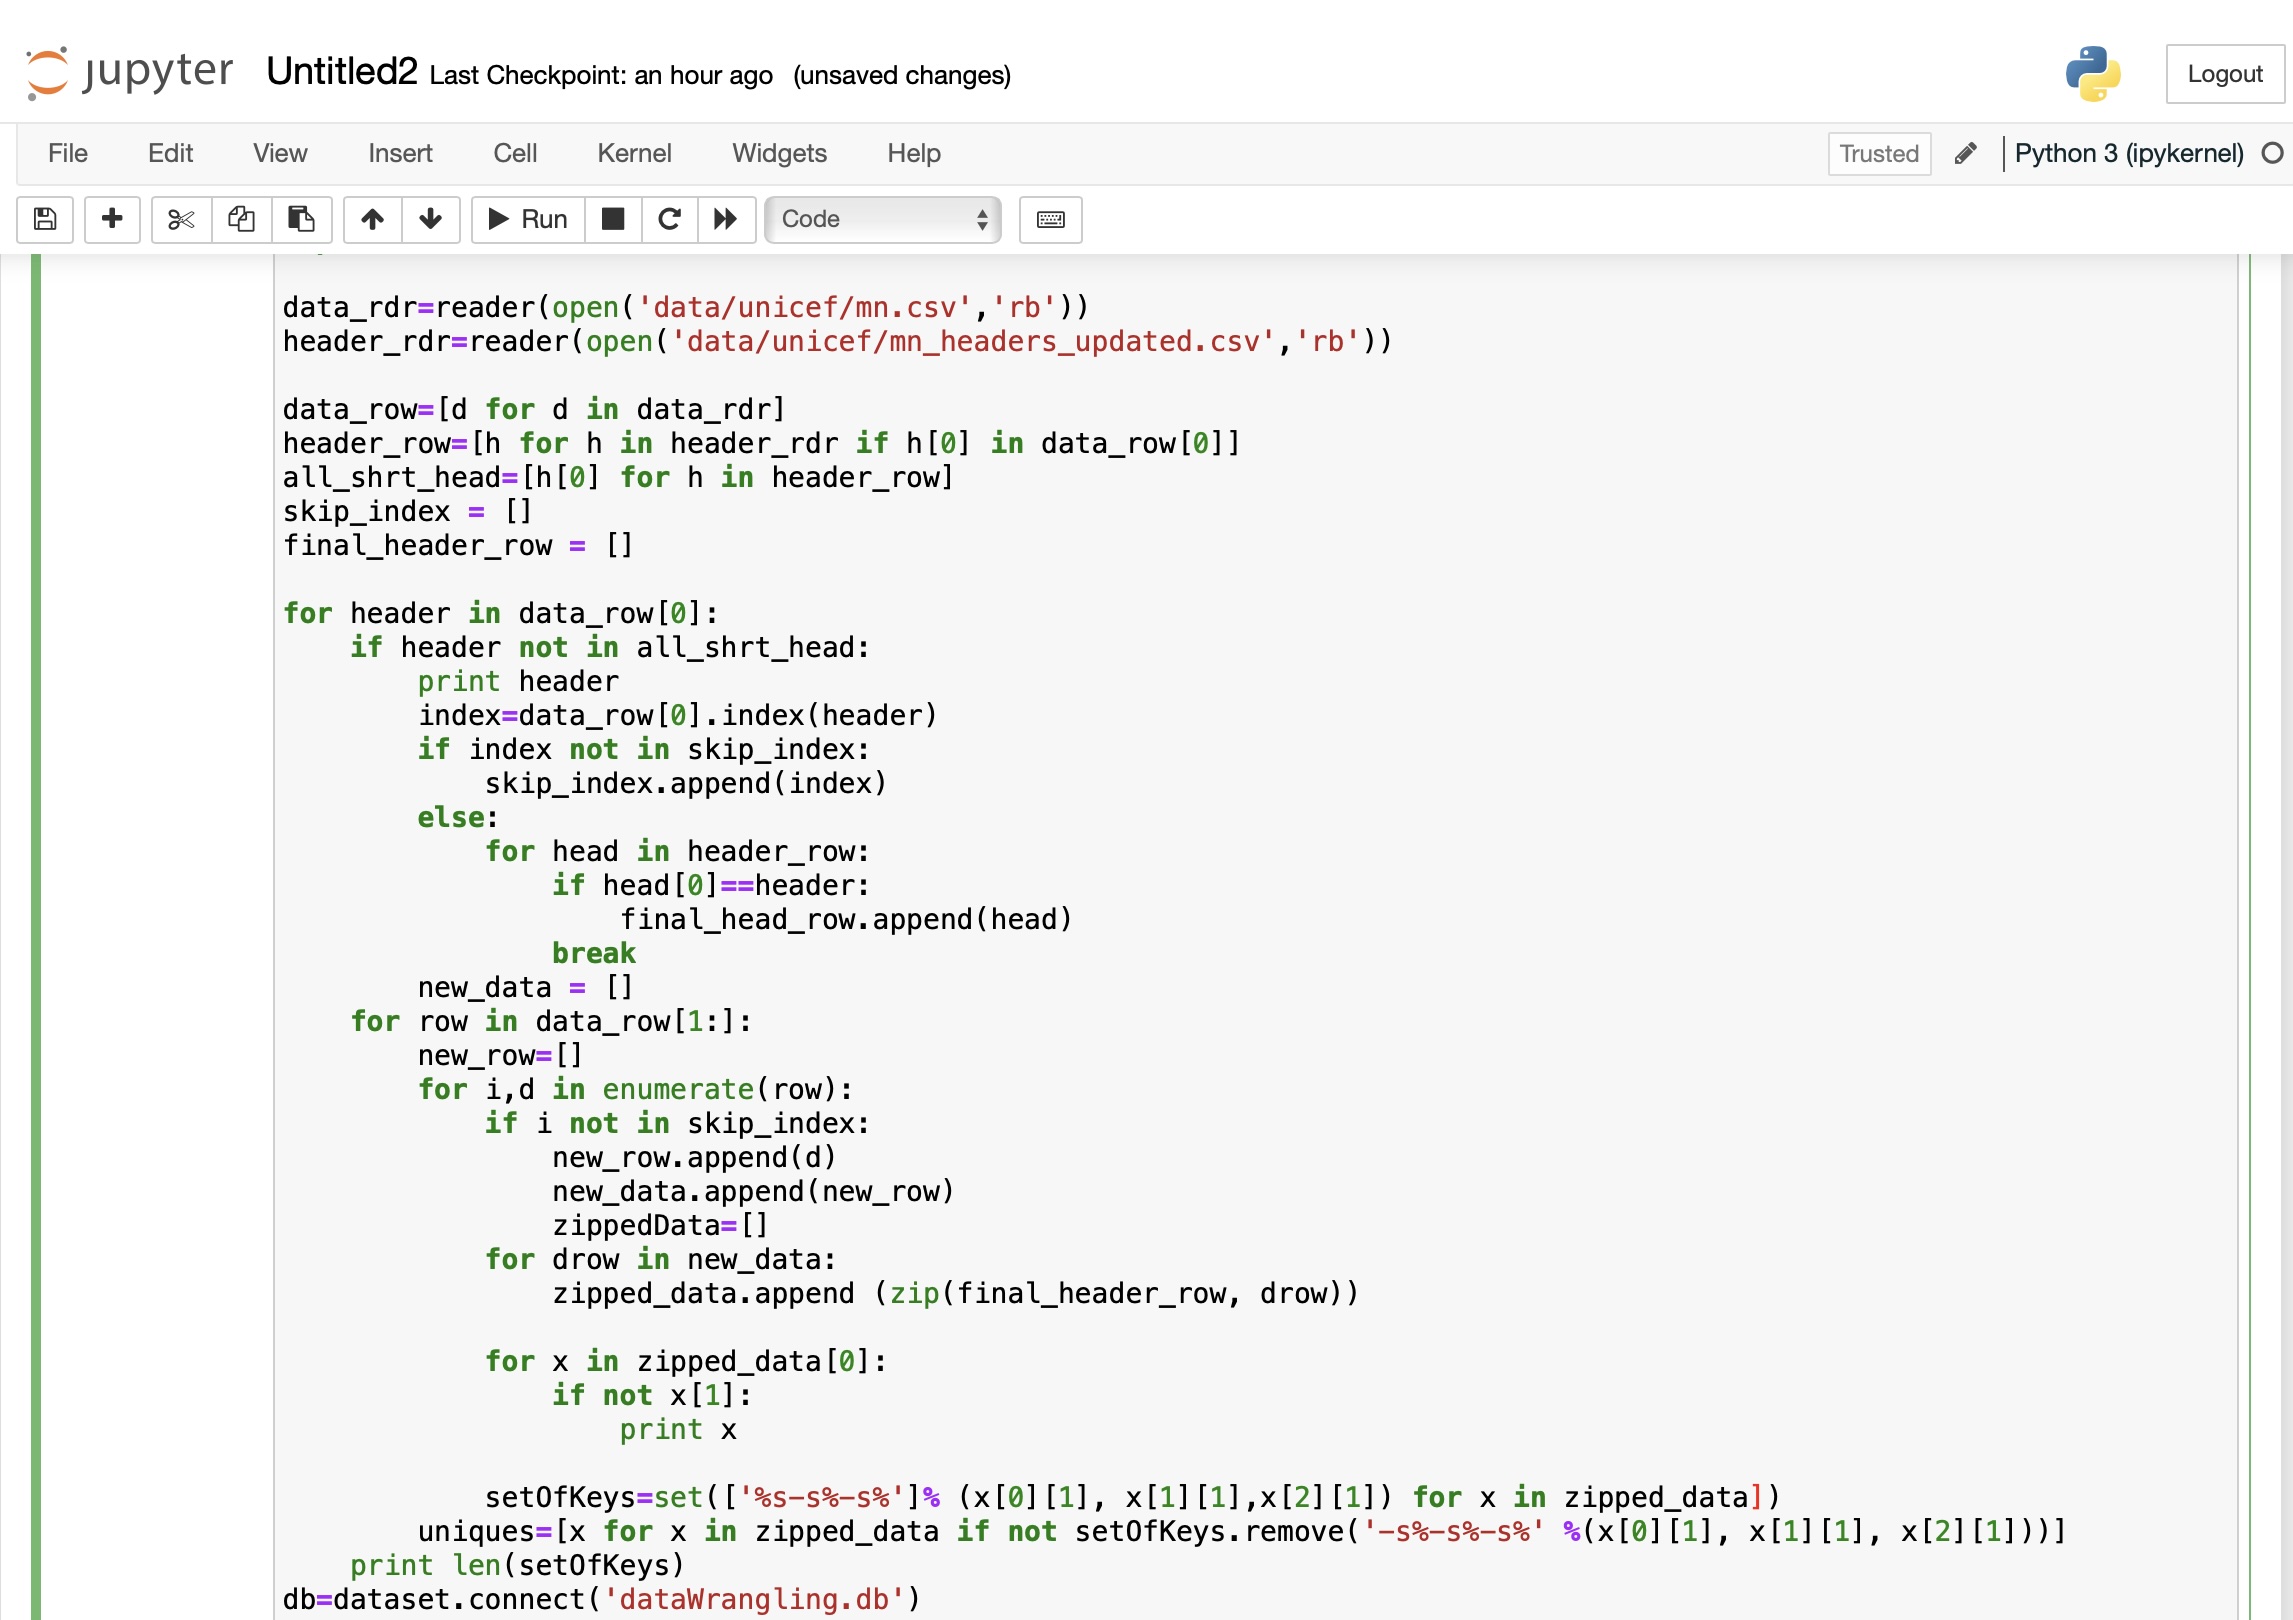 jupyter Untitled2 Last Checkpoint: an hour ago (unsaved changes) Logout
File Edit View Insert Cell Kernel Widgets Help Trusted Python 3 (ipykernel)
Run Code
data_rdr=reader(open('data/unicef/mn.csv','rb'))
header_rdr=reader(open('data/unicef/mn_headers_updated.csv','rb'))

data_row=[d for d in data_rdr]
header_row=[h for h in header_rdr if h[0] in data_row[0]]
all_shrt_head=[h[0] for h in header_row]
skip_index = []
final_header_row = []

for header in data_row[0]:
    if header not in all_shrt_head:
        print header
        index=data_row[0].index(header)
        if index not in skip_index:
            skip_index.append(index)
        else:
            for head in header_row:
                if head[0]==header:
                    final_head_row.append(head)
                break
        new_data = []
    for row in data_row[1:]:
        new_row=[]
        for i,d in enumerate(row):
            if i not in skip_index:
                new_row.append(d)
                new_data.append(new_row)
                zippedData=[]
            for drow in new_data:
                zipped_data.append (zip(final_header_row, drow))

            for x in zipped_data[0]:
                if not x[1]:
                    print x

            setOfKeys=set(['%s-s%-s%']% (x[0][1], x[1][1],x[2][1]) for x in zipped_data])
        uniques=[x for x in zipped_data if not setOfKeys.remove('-s%-s%-s%' %(x[0][1], x[1][1], x[2][1]))]
    print len(setOfKeys)
db=dataset.connect('dataWrangling.db')